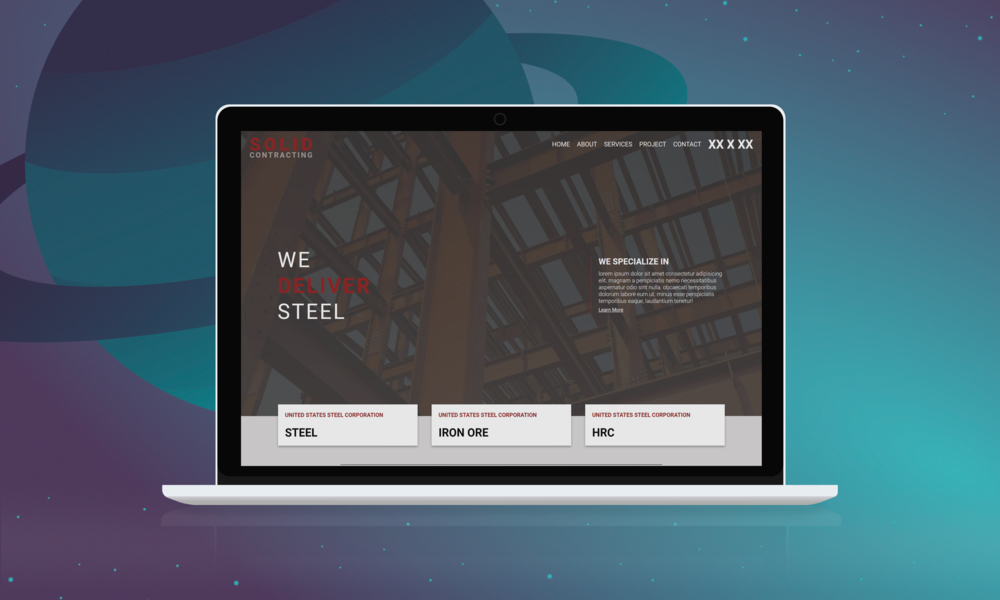 SOLID
CONTRACTING
HOME ABOUT SERVICES PROJECT CONTACT XX X XX
WE
DELIVER
STEEL
WE SPECIALIZE IN
lorem ipsum dolor sit amet consectetur adipisicing
elit. magnam a perspiciatis nemo necessitatibus
aspernatur odio sint nulla, obcaecati temporibus
dolorum labore eum ut, minus esse perspiciatis
temporibus eaque, laudantium tenetur!
Learn More
UNITED STATES STEEL CORPORATION
STEEL
UNITED STATES STEEL CORPORATION
IRON ORE
UNITED STATES STEEL CORPORATION
HRC